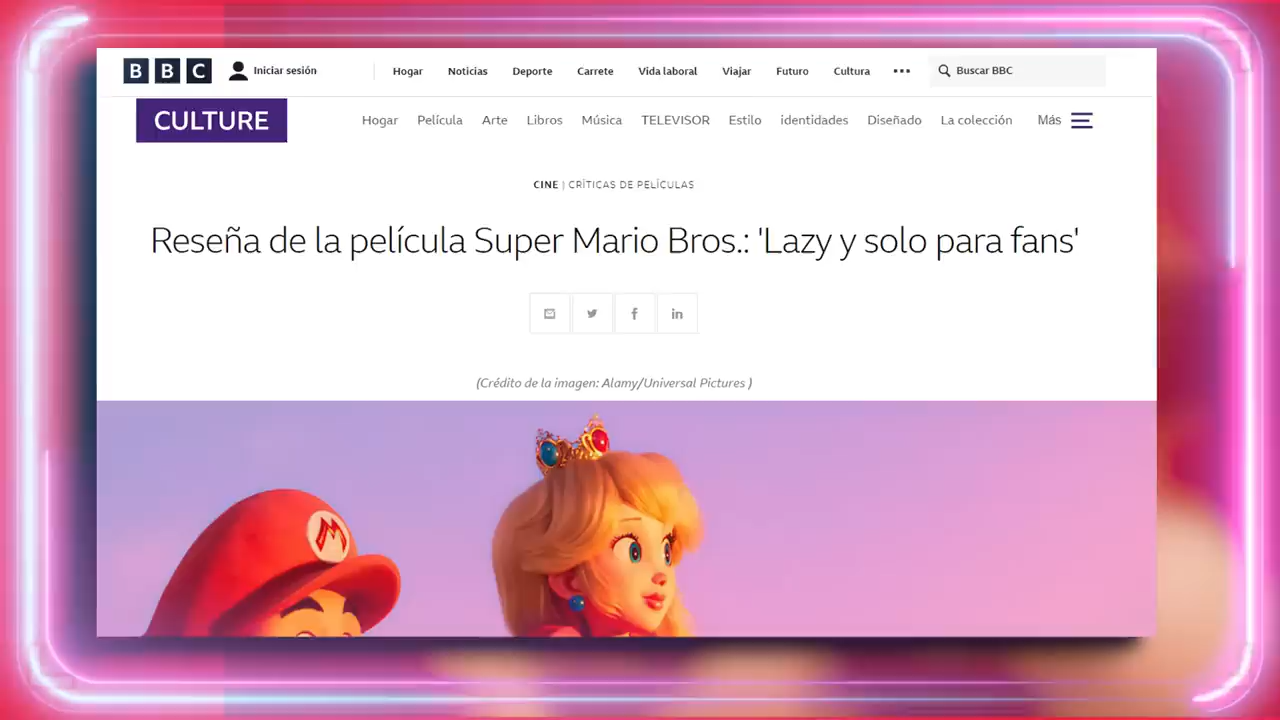 BBC Iniciar sesión Hogar Noticias Deporte Carrete Vida laboral Viajar Futuro Cultura ••• Buscar BBC
CULTURE Hogar Película Arte Libros Música TELEVISOR Estilo identidades Diseñado La colección Más
CINE | CRÍTICAS DE PELÍCULAS
Reseña de la película Super Mario Bros.: 'Lazy y solo para fans'
(Crédito de la imagen: Alamy/Universal Pictures )
M